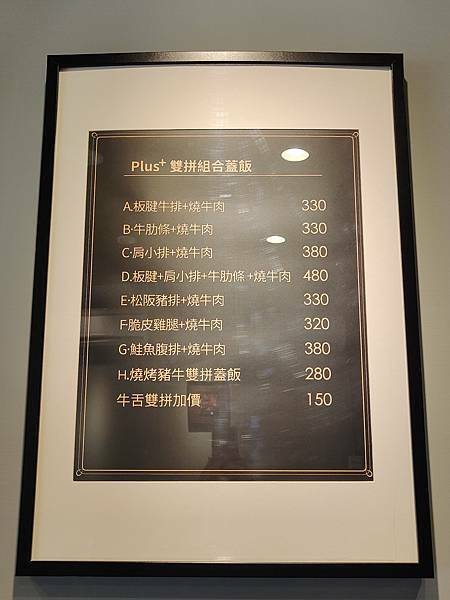 Plus+ 雙拼組合蓋飯
A.板腱牛排+燒牛肉 330
B·牛肋條+燒牛肉 330
C·肩小排+燒牛肉 380
D.板腱+肩小排+牛肋條+燒牛肉 480
E·松阪豬排+燒牛肉 330
F脆皮雞腿+燒牛肉 320
G·鮭魚腹排+燒牛肉 380
H.燒烤豬牛雙拼蓋飯 280
牛舌雙拼加價 150